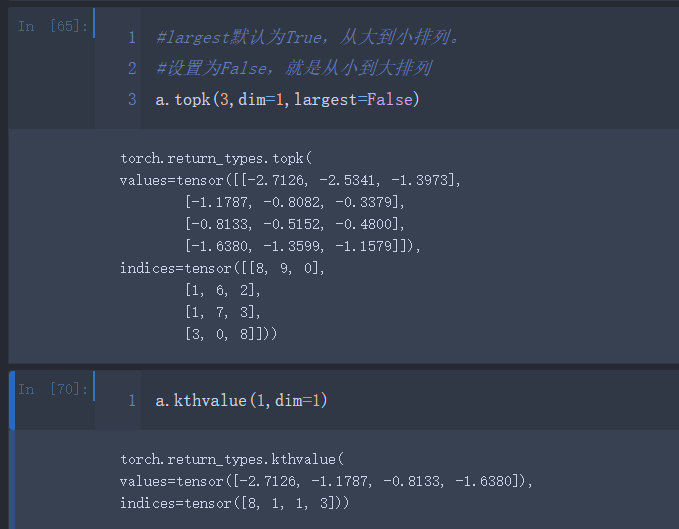 In [65]:
1 #largest默认为True，从大到小排列。
2 #设置为False，就是从小到大排列
3 a.topk(3,dim=1,largest=False)
torch.return_types.topk(
values=tensor([[-2.7126, -2.5341, -1.3973],
[-1.1787, -0.8082, -0.3379],
[-0.8133, -0.5152, -0.4800],
[-1.6380, -1.3599, -1.1579]]),
indices=tensor([[8, 9, 0],
[1, 6, 2],
[1, 7, 3],
[3, 0, 8]]))
In [70]:
1 a.kthvalue(1,dim=1)
torch.return_types.kthvalue(
values=tensor([-2.7126, -1.1787, -0.8133, -1.6380]),
indices=tensor([8, 1, 1, 3]))